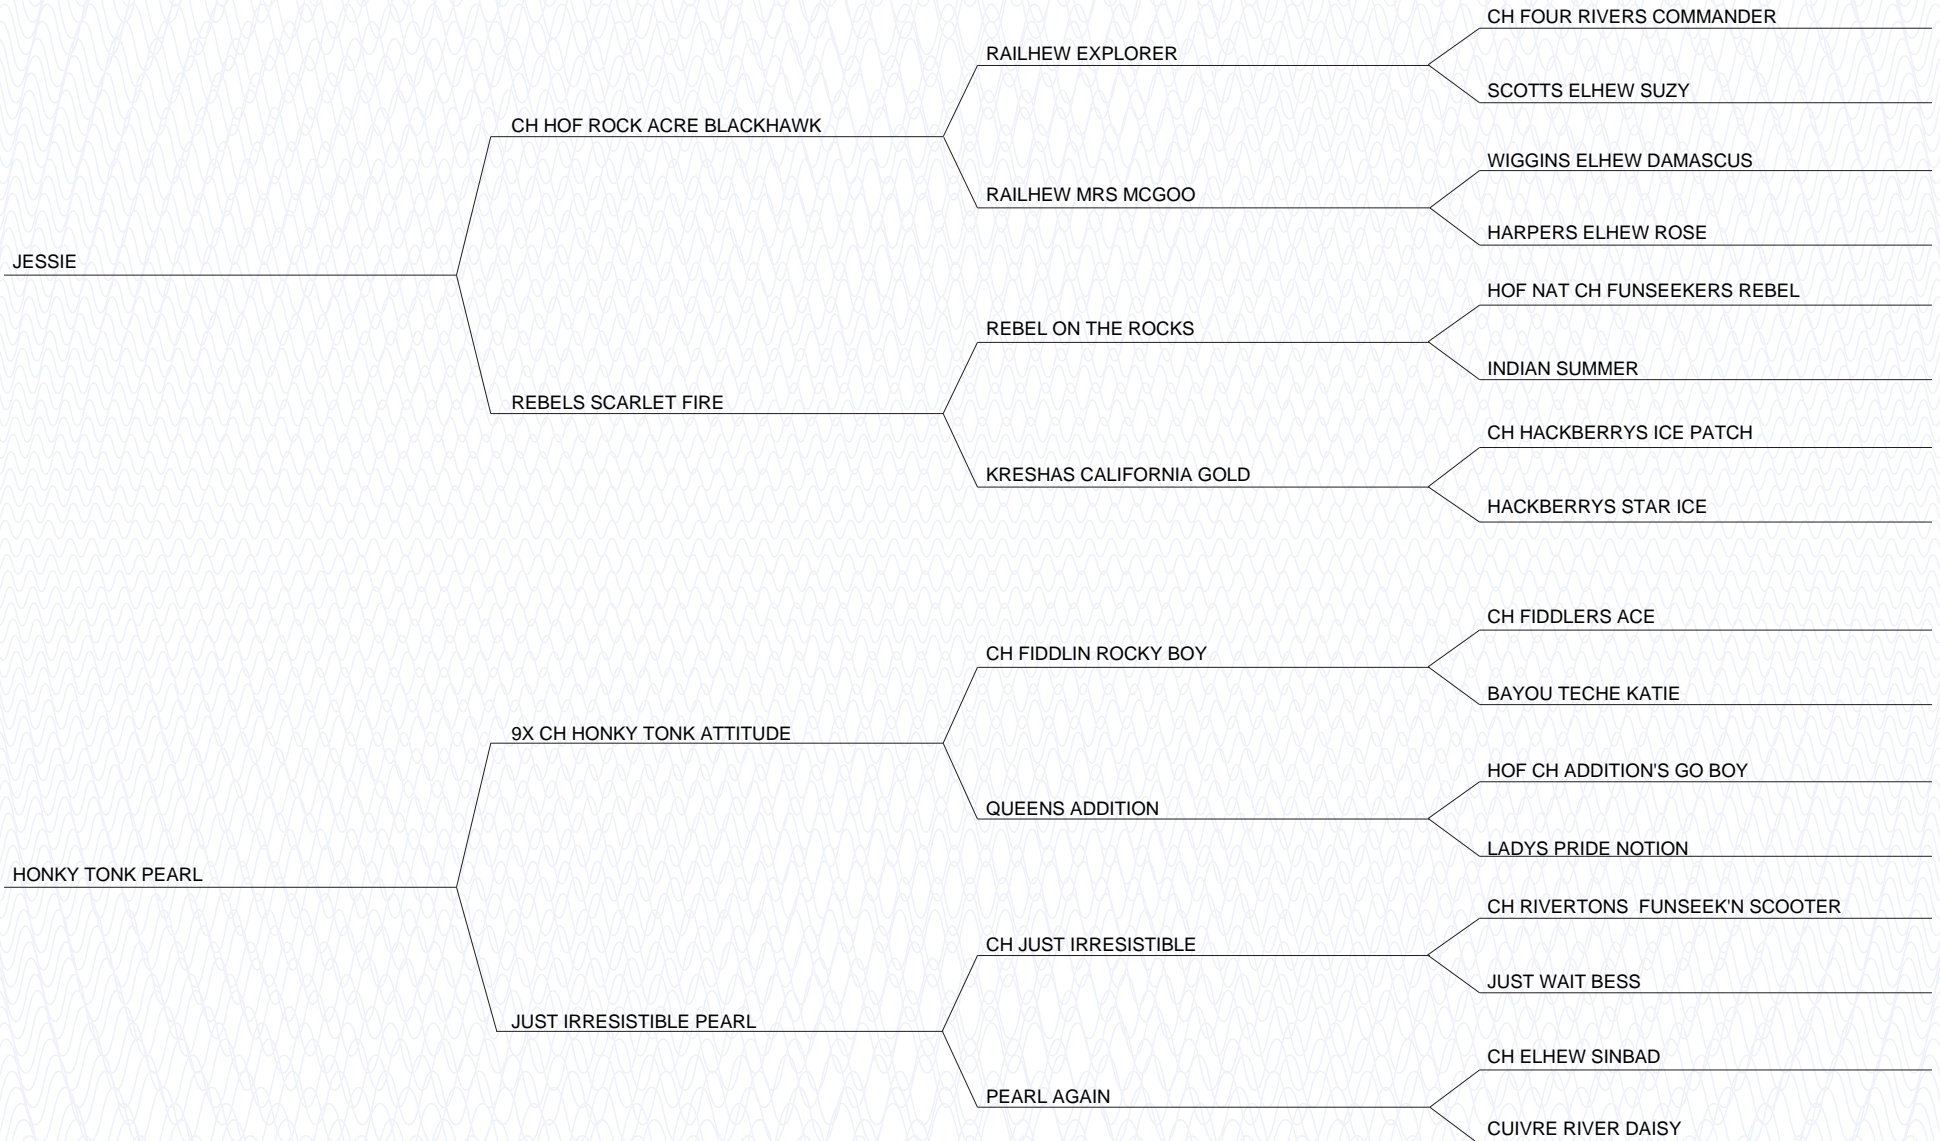 CH FOUR RIVERS COMMANDER
RAILHEW EXPLORER
SCOTTS ELHEW SUZY
CH HOF ROCK ACRE BLACKHAWK
WIGGINS ELHEW DAMASCUS
RAILHEW MRS MCGOO
HARPERS ELHEW ROSE
JESSIE
HOF NAT CH FUNSEEKERS REBEL
REBEL ON THE ROCKS
INDIAN SUMMER
REBELS SCARLET FIRE
CH HACKBERRYS ICE PATCH
KRESHAS CALIFORNIA GOLD
HACKBERRYS STAR ICE
CH FIDDLERS ACE
CH FIDDLIN ROCKY BOY
BAYOU TECHE KATIE
9X CH HONKY TONK ATTITUDE
HOF CH ADDITION'S GO BOY
QUEENS ADDITION
LADYS PRIDE NOTION
HONKY TONK PEARL
CH RIVERTONS  FUNSEEK'N SCOOTER
CH JUST IRRESISTIBLE
JUST WAIT BESS
JUST IRRESISTIBLE PEARL
CH ELHEW SINBAD
PEARL AGAIN
CUIVRE RIVER DAISY